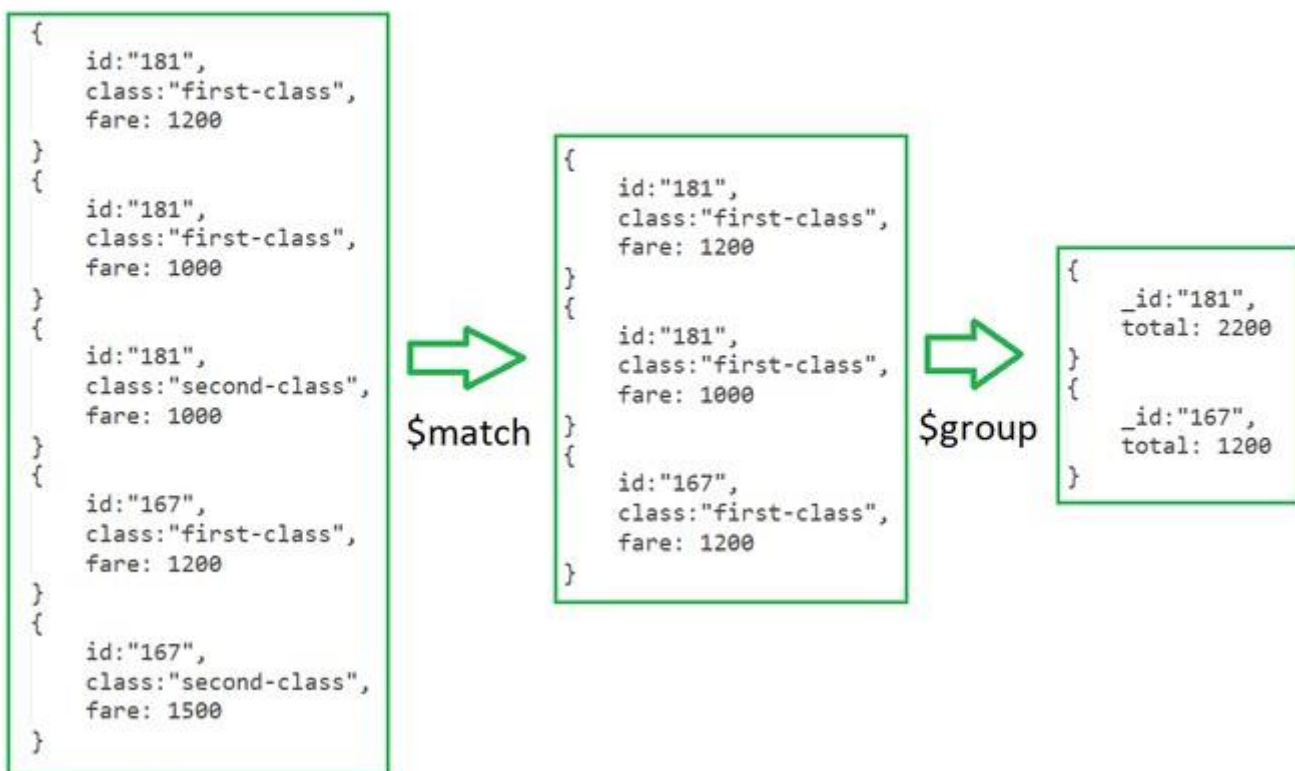 {
id:"181",
class:"first-class",
fare: 1200
}
{
id:"181",
class:"first-class",
fare: 1000
}
{
id:"181",
class:"second-class",
fare: 1000
}
{
id:"167",
class:"first-class",
fare: 1200
}
{
id:"167",
class:"second-class",
fare: 1500
}
$match
{
id:"181",
class:"first-class",
fare: 1200
}
{
id:"181",
class:"first-class",
fare: 1000
}
{
id:"167",
class:"first-class",
fare: 1200
}
$group
{
_id:"181",
total: 2200
}
{
_id:"167",
total: 1200
}